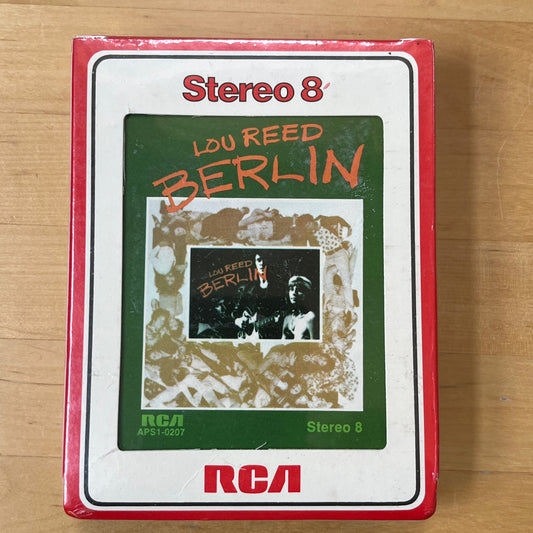 Stereo 8
LOU REED
BERLIN
LOU REED
BERLIN
RCA
APS1-0207
Stereo 8
RCA